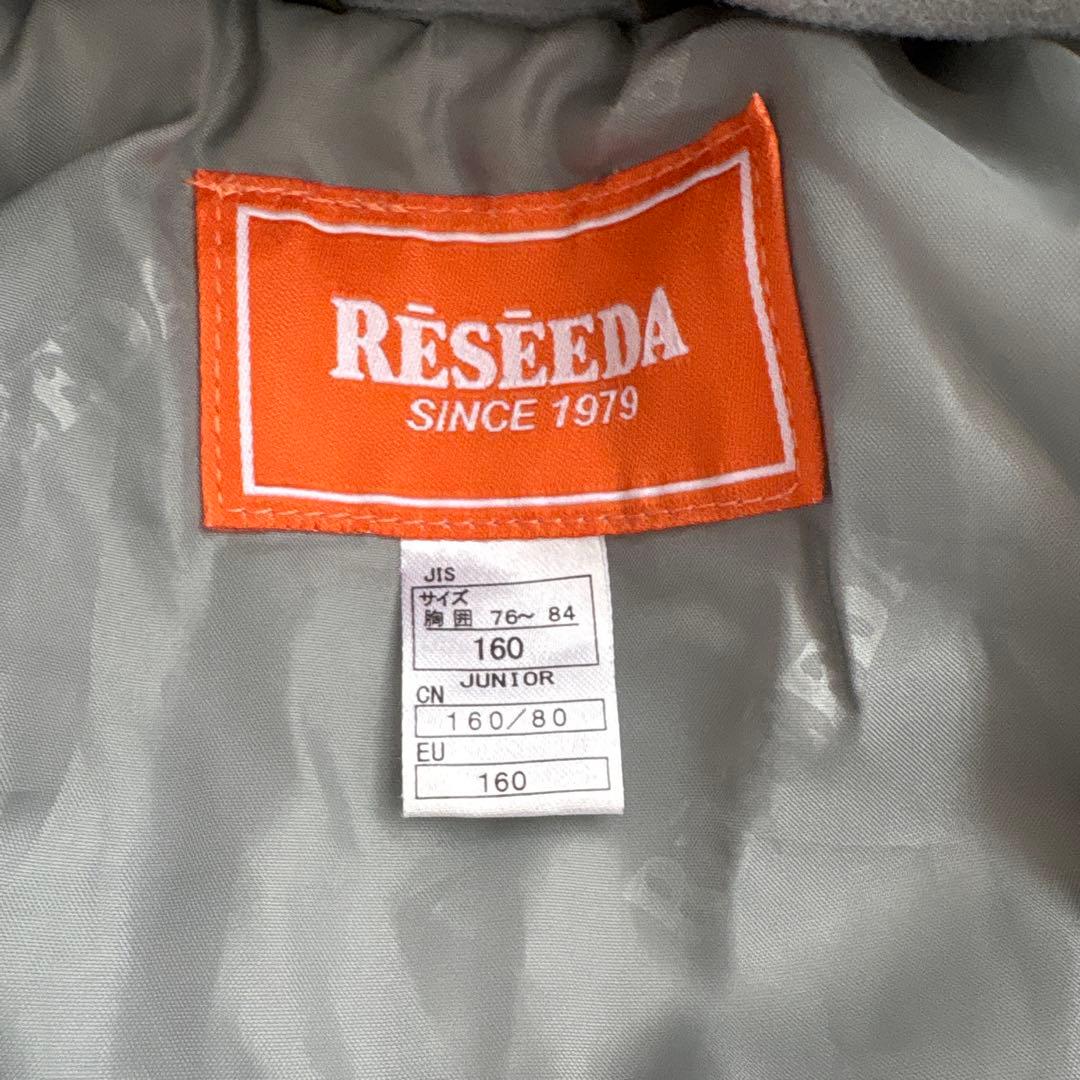 RĒSĒEDA
SINCE 1979
JIS
サイズ
胸囲 76～ 84
160
JUNIOR
CN
160/80
EU
160